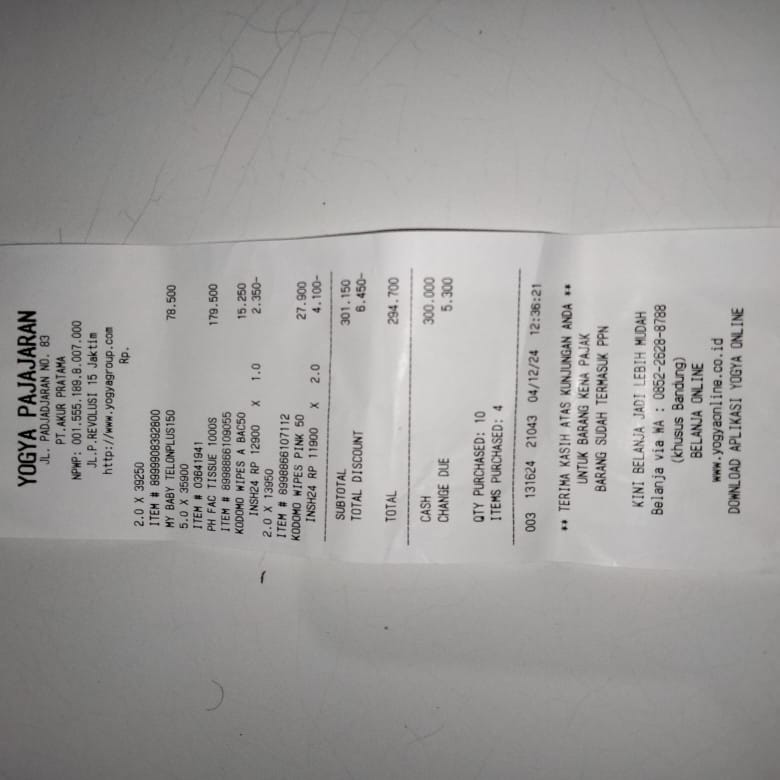 YOGYA PAJAJARAN
JL. PADJADJARAN NO. 83
PT.AKUR PRATAMA
NPWP: 001.555.189.8.007.000
JL.P.REVOLUSI 15 Jaktim
http://www.yogyagroup.com
Rp.
2.0 X 39250
ITEM # 8999908392800
MY BABY TELONPLUS150 78.500
5.0 X 35900
ITEM # 03641941
PH FAC TISSUE 1000S 179.500
ITEM # 8998866109055
KODOMO WIPES A BAC50 15.250
INSH24 RP 12900 X 1.0 2.350-
2.0 X 13950
ITEM # 8998866107112
KODOMO WIPES PINK 50 27.900
INSH24 RP 11900 X 2.0 4.100-
SUBTOTAL 301.150
TOTAL DISCOUNT 6.450-
TOTAL 294.700
CASH 300.000
CHANGE DUE 5.300
QTY PURCHASED: 10
ITEMS PURCHASED: 4
003 131624 21043 04/12/24 12:36:21
** TERIMA KASIH ATAS KUNJUNGAN ANDA **
UNTUK BARANG KENA PAJAK
BARANG SUDAH TERMASUK PPN
KINI BELANJA JADI LEBIH MUDAH
Belanja via WA : 0852-2628-8788
(khusus Bandung)
BELANJA ONLINE
www.yogyaonline.co.id
DOWNLOAD APLIKASI YOGYA ONLINE